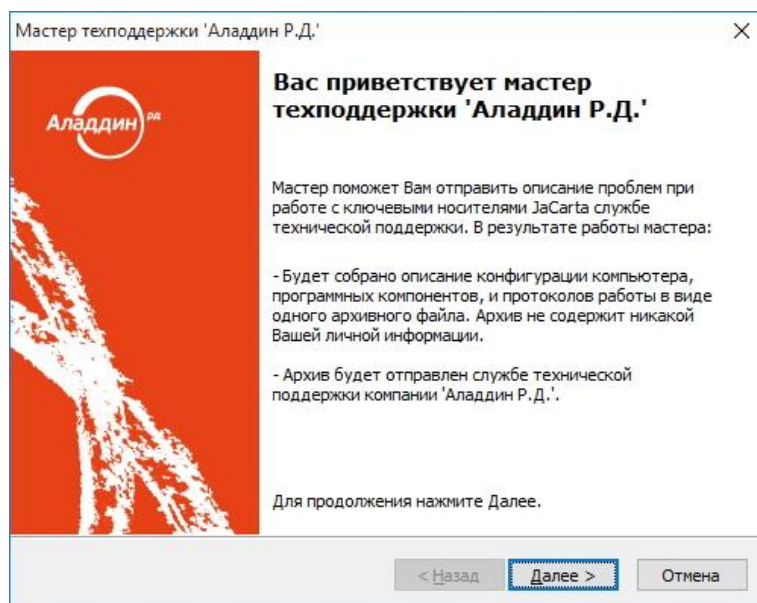 Мастер техподдержки 'Аладдин Р.Д.'
Аладдин РД
Вас приветствует мастер
техподдержки 'Аладдин Р.Д.'
Мастер поможет Вам отправить описание проблем при
работе с ключевыми носителями JaCarta службе
технической поддержки. В результате работы мастера:
- Будет собрано описание конфигурации компьютера,
программных компонентов, и протоколов работы в виде
одного архивного файла. Архив не содержит никакой
Вашей личной информации.
- Архив будет отправлен службе технической
поддержки компании 'Аладдин Р.Д.'.
Для продолжения нажмите Далее.
< Назад Далее > Отмена